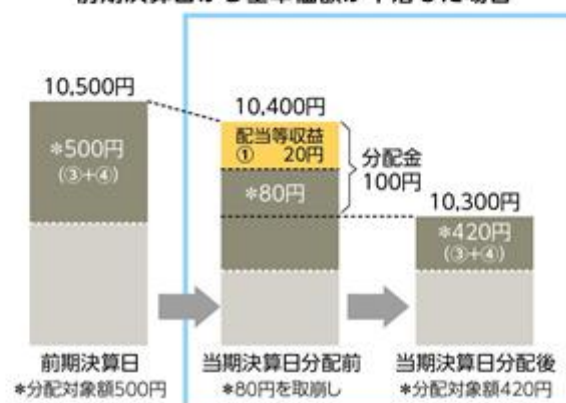 前期決算日から基準価額が下落した場合
10,500円
*500円
(③+④)
前期決算日
*分配対象額500円
10,400円
配当等収益
① 20円
*80円
分配金
100円
当期決算日分配前
*80円を取崩し
10,300円
*420円
(③+④)
当期決算日分配後
*分配対象額420円